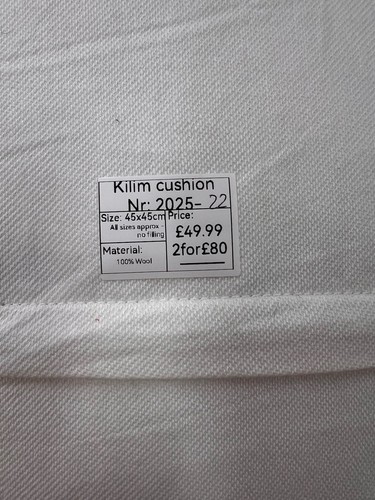 Kilim cushion
Nr: 2025- 22
Size: 45x45cm
All sizes approx -
no filling
Price:
£49.99
2for£80
Material:
100% Wool